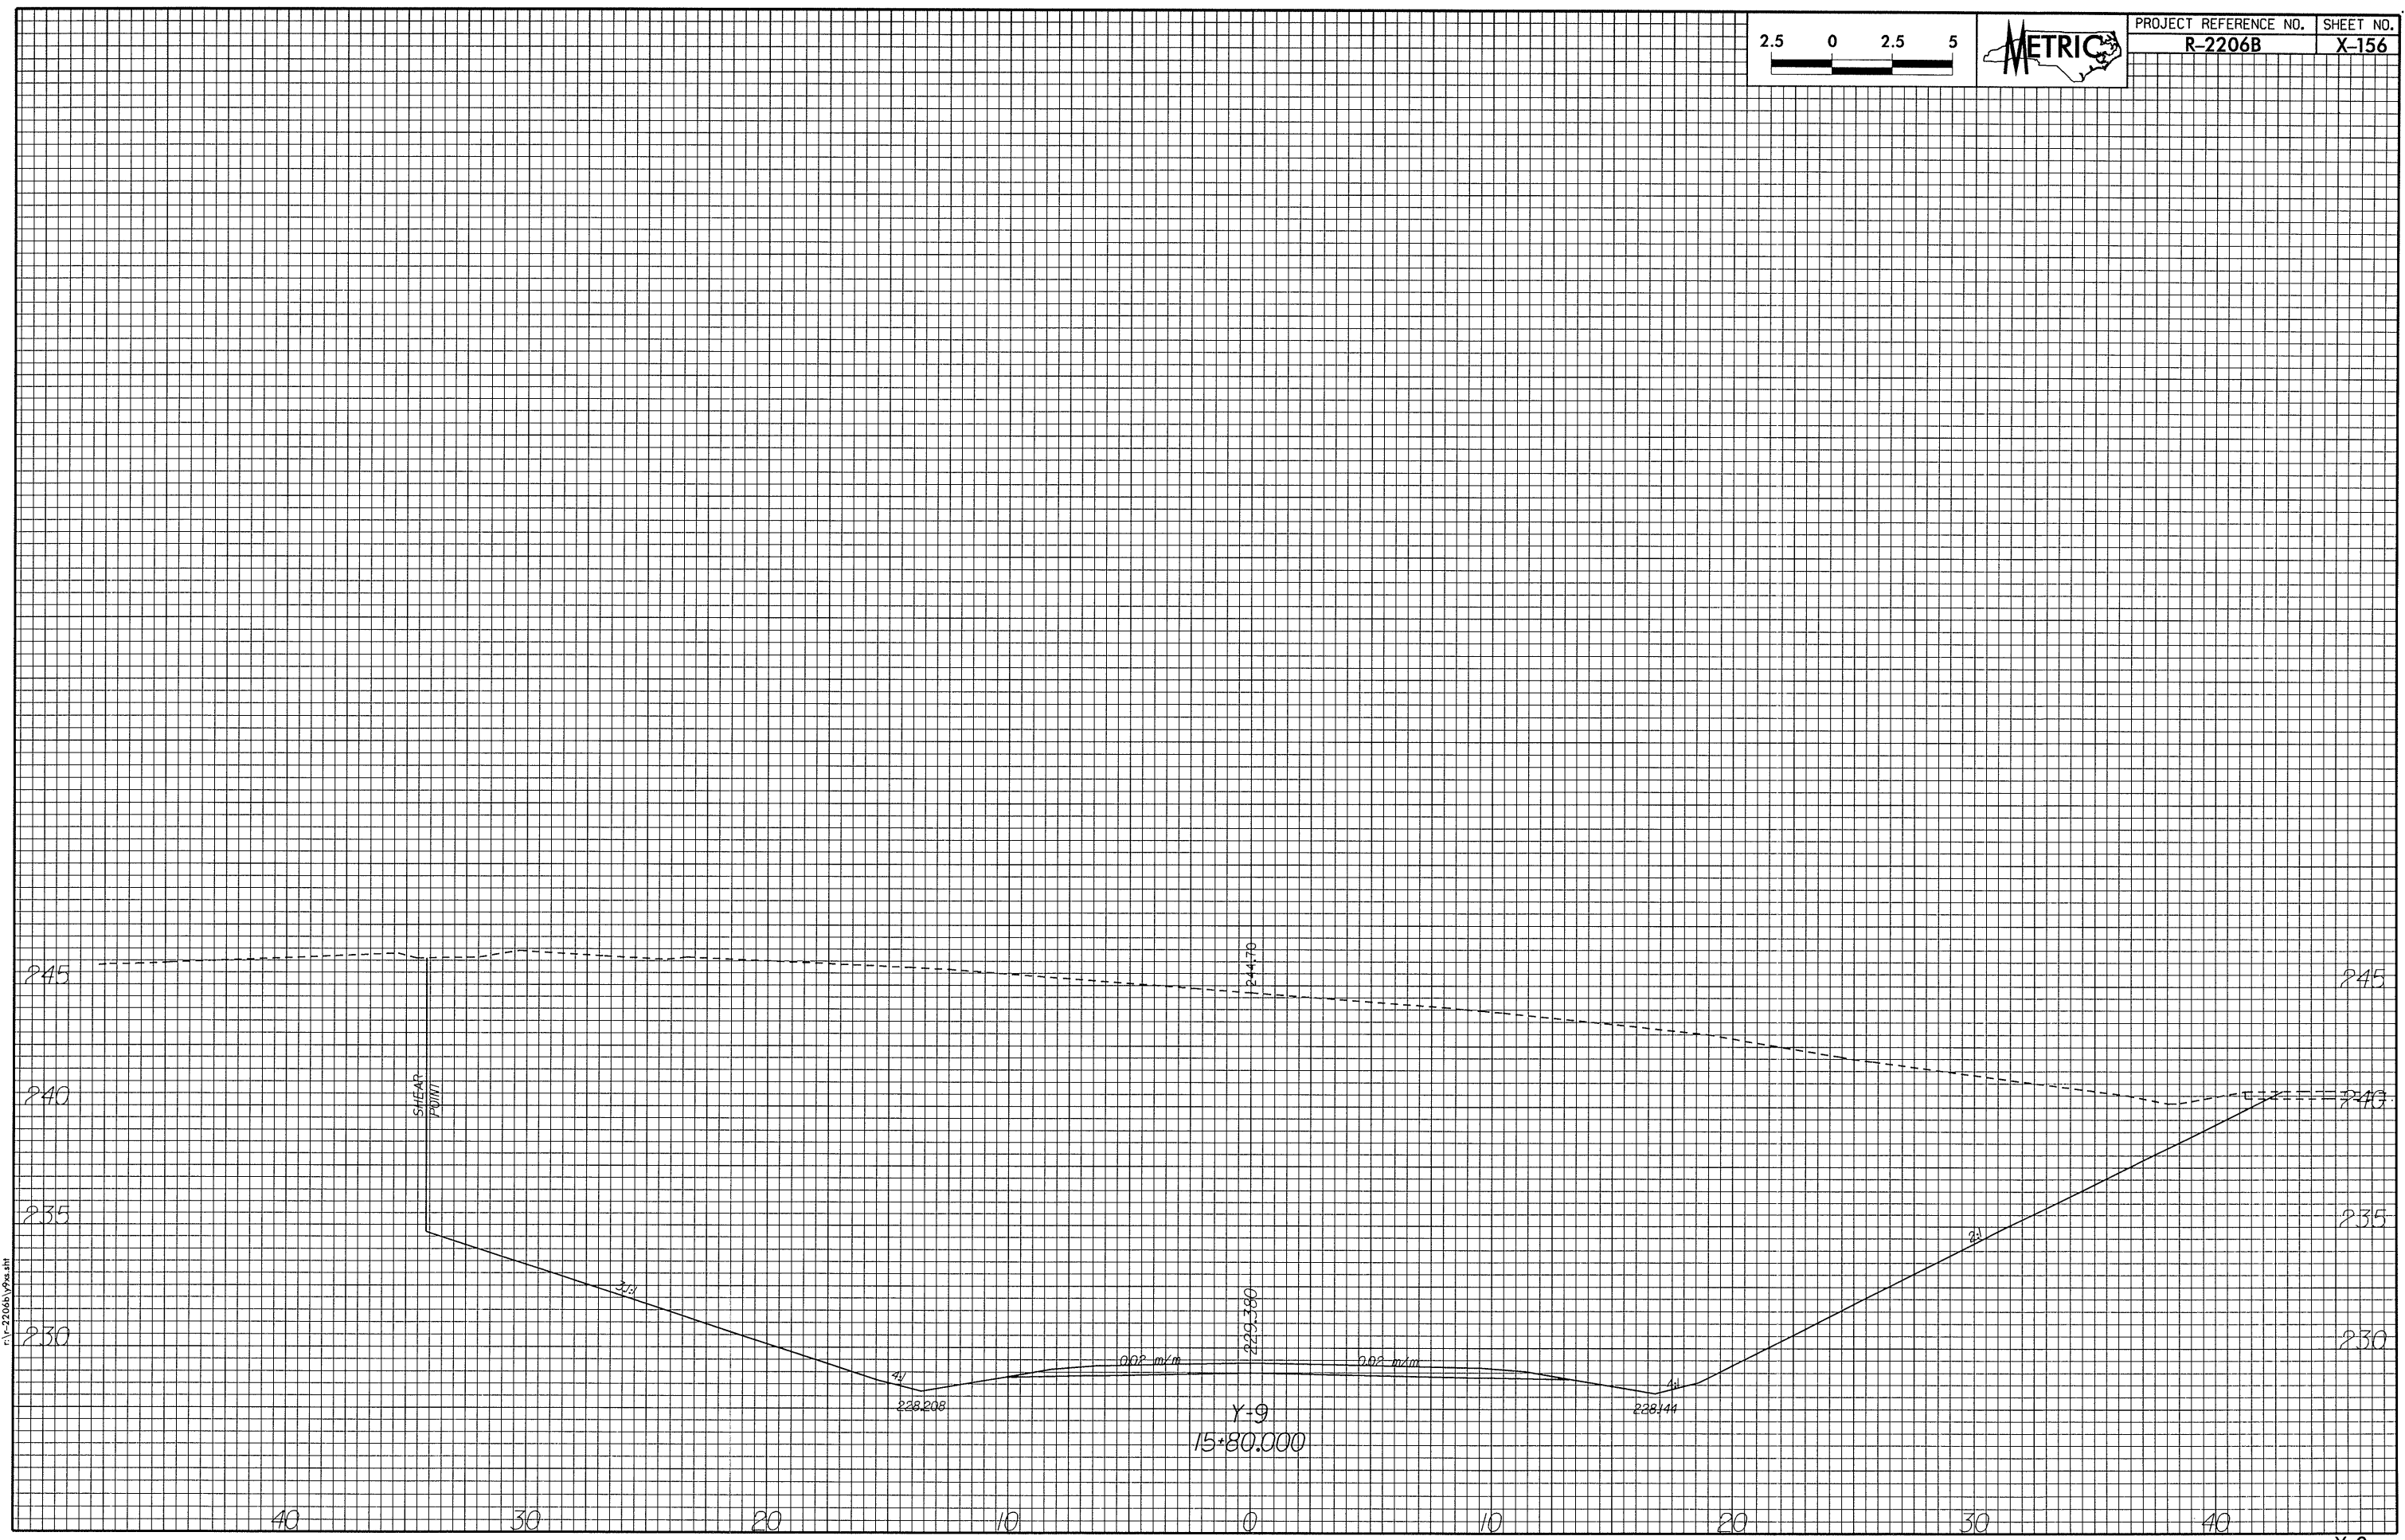 2.5 0 2.5 5
METRIC
PROJECT REFERENCE NO. SHEET NO.
R-2206B X-156
244.70
245 245
SHEAR
POINT
240 240
235 235
2:1
3:1
229.380
230 230
0.02 m/m 0.02 m/m
4:1 4:1
228.208 228.144
Y-9
15+80.000
r:\r-2206b\y9xs.sht
40 30 20 10 0 10 20 30 40